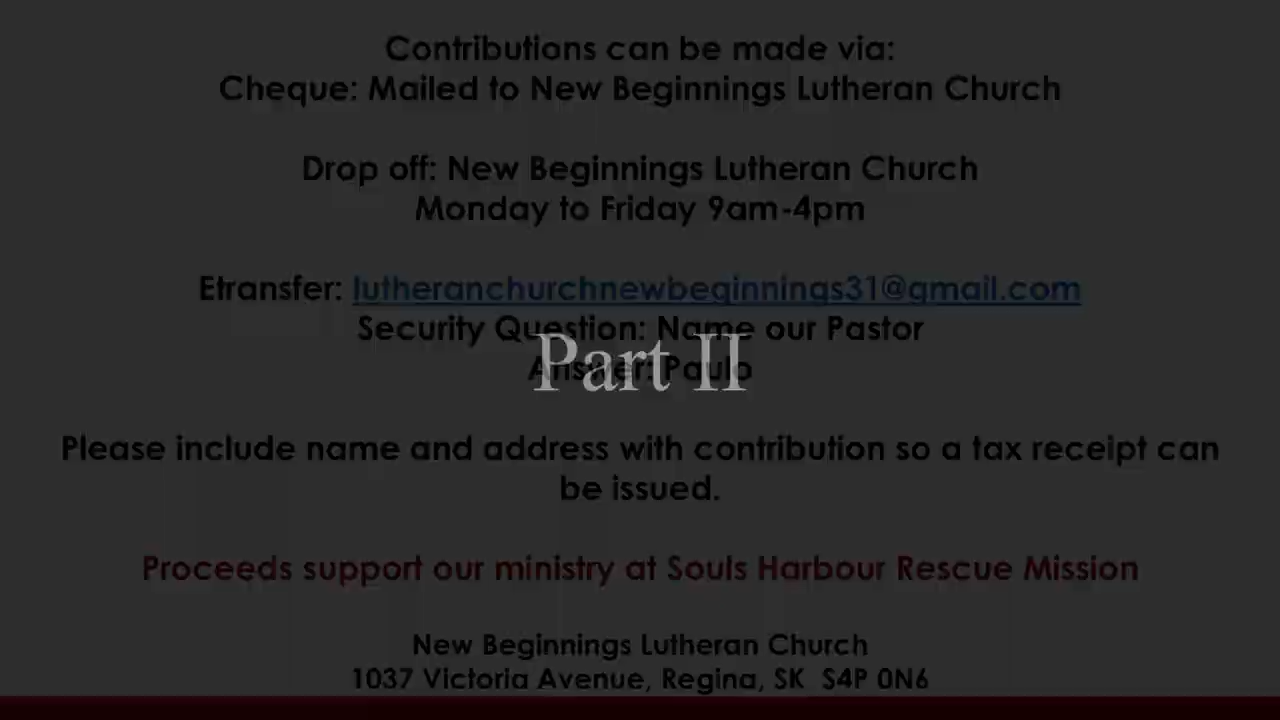 Contributions can be made via:
Cheque: Mailed to New Beginnings Lutheran Church
Drop off: New Beginnings Lutheran Church
Monday to Friday 9am-4pm
Etransfer: lutheranchurchnewbeginnings31@gmail.com
Security Question: Name our Pastor
Part II
Answer: Paulo
Please include name and address with contribution so a tax receipt can
be issued.
Proceeds support our ministry at Souls Harbour Rescue Mission
New Beginnings Lutheran Church
1037 Victoria Avenue, Regina, SK S4P 0N6